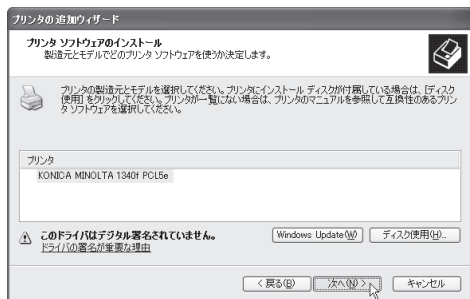 プリンタの追加ウィザード
プリンタ ソフトウェアのインストール
製造元とモデルでどのプリンタ ソフトウェアを使うか決定します。
プリンタの製造元とモデルを選択してください。プリンタにインストール ディスクが付属している場合は、[ディスク
使用] をクリックしてください。プリンタが一覧にない場合は、プリンタのマニュアルを参照して互換性のあるプリン
タ ソフトウェアを選択してください。
プリンタ
KONICA MINOLTA 1340f PCL5e
このドライバはデジタル署名されていません。
ドライバの署名が重要な理由
Windows Update(W)
ディスク使用(H)...
< 戻る(B)
次へ(N) >
キャンセル